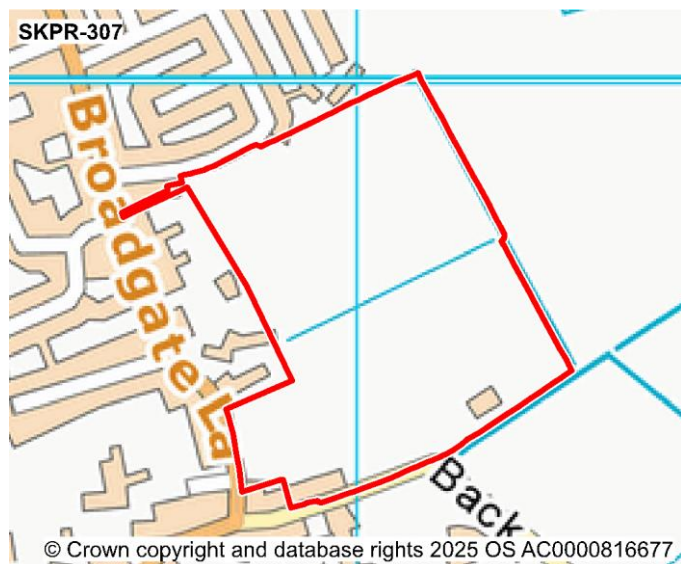 SKPR-307
Broadgate La
Back
© Crown copyright and database rights 2025 OS AC0000816677